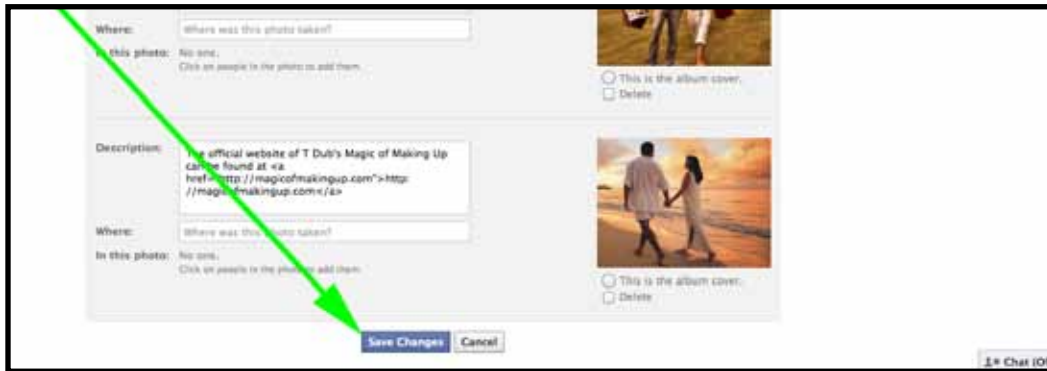 Where:
Where was this photo taken?
In this photo:
No one.
Click on people in the photo to add them.
This is the album cover.
Delete
Description:
The official website of T Dub's Magic of Making Up
can be found at <a
href="http://magicofmakingup.com">http:
//magicofmakingup.com</a>
Where:
Where was this photo taken?
In this photo:
No one.
Click on people in the photo to add them.
This is the album cover.
Delete
Save Changes
Cancel
Chat